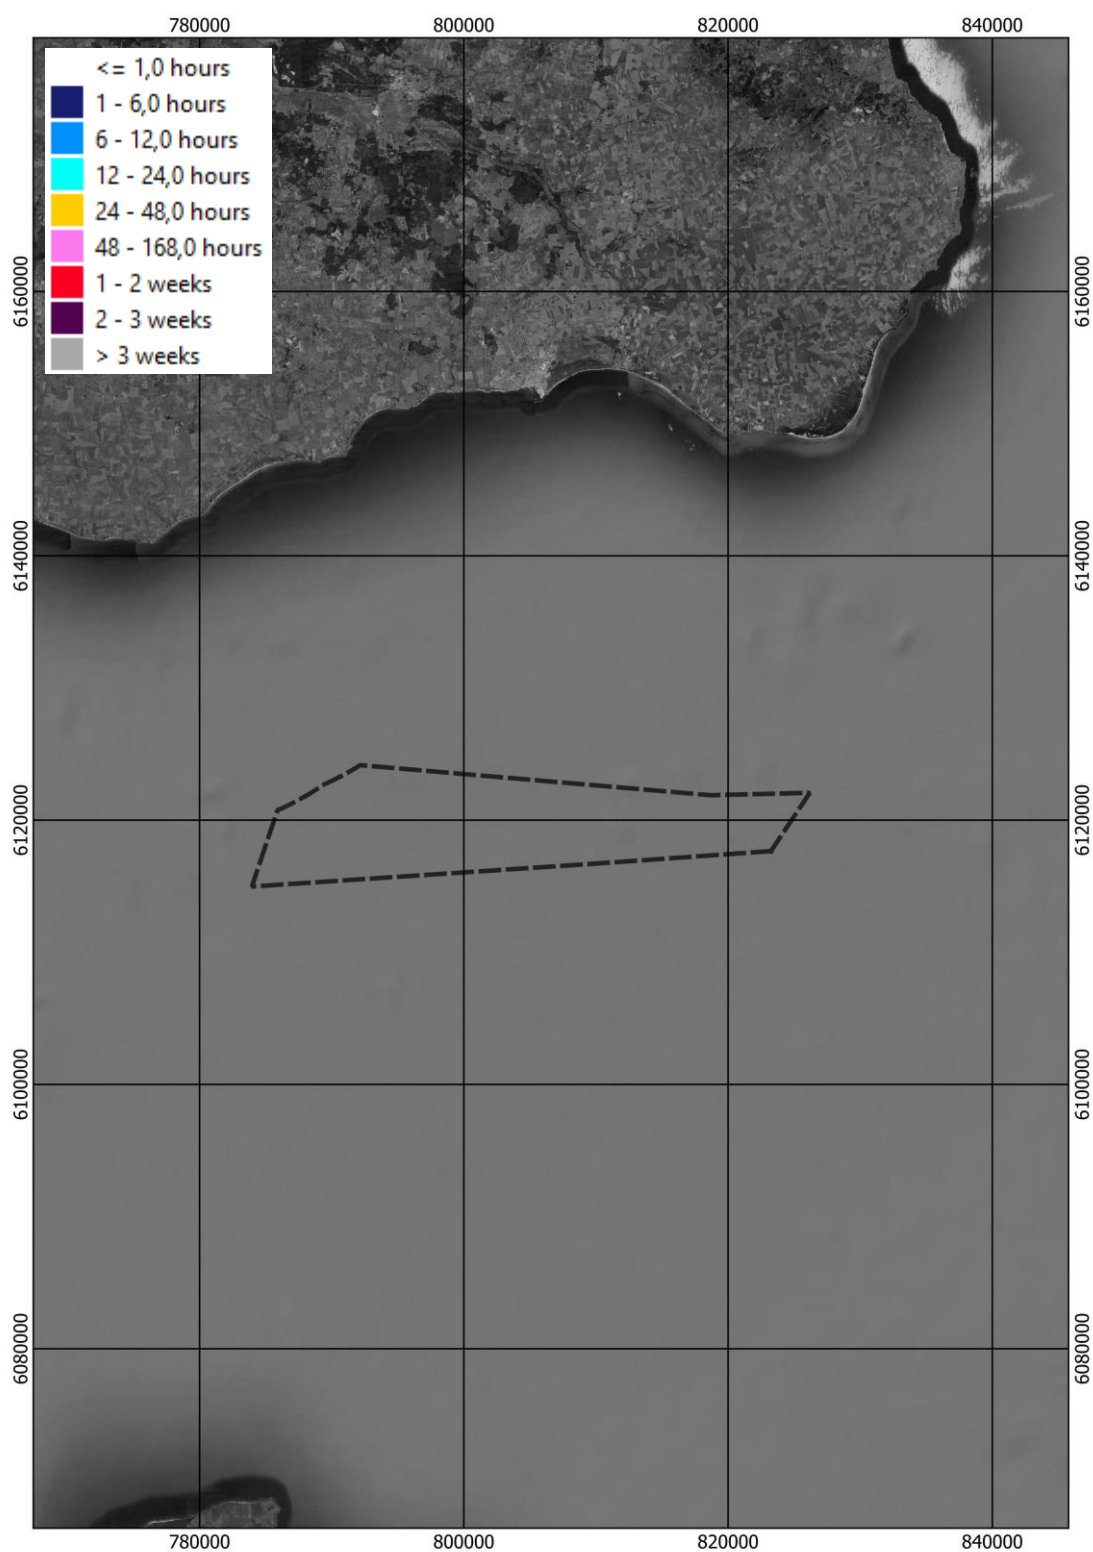 780000 800000 820000 840000
<= 1,0 hours
1 - 6,0 hours
6 - 12,0 hours
12 - 24,0 hours
24 - 48,0 hours
48 - 168,0 hours
1 - 2 weeks
2 - 3 weeks
> 3 weeks
6160000 6160000
6140000 6140000
6120000 6120000
6100000 6100000
6080000 6080000
780000 800000 820000 840000